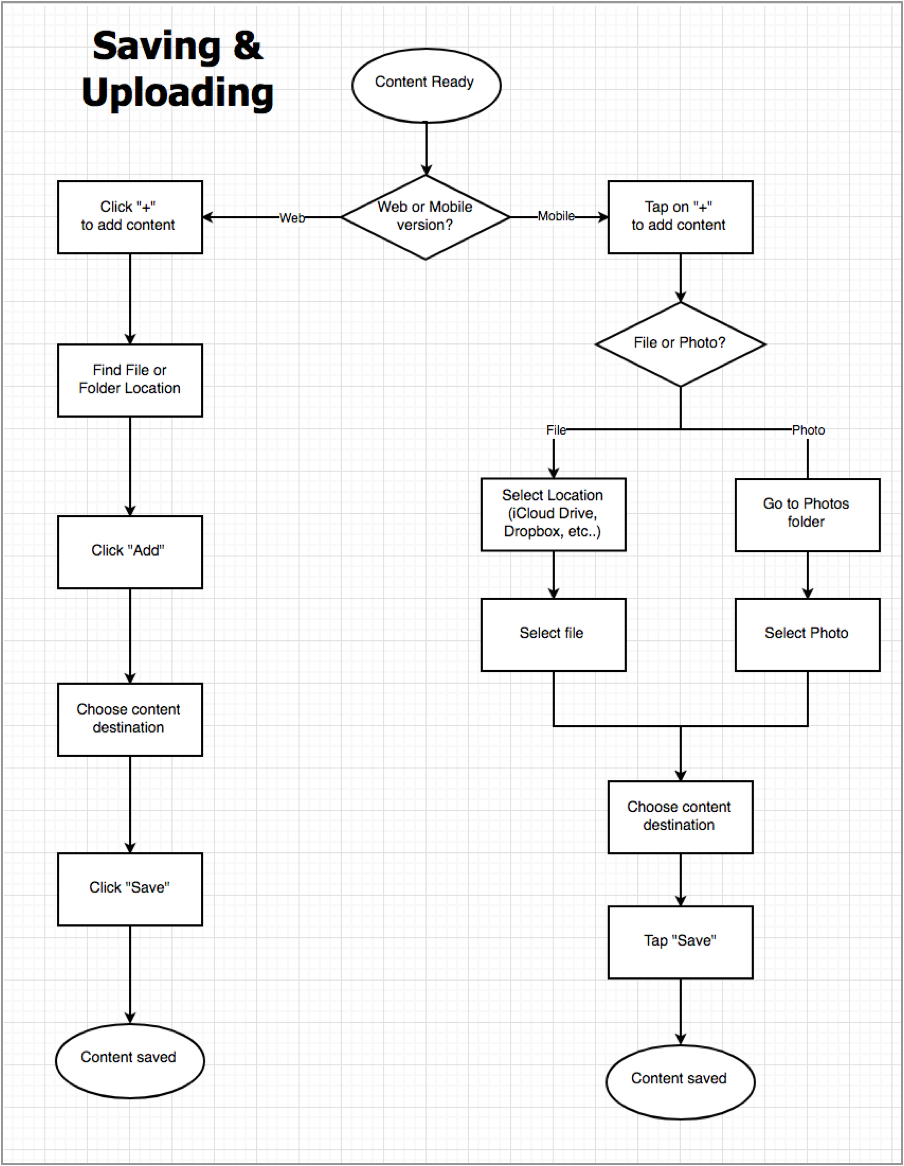 Saving &
Uploading
Content Ready
Web or Mobile
version?
Web
Mobile
Click "+"
to add content
Find File or
Folder Location
Click "Add"
Choose content
destination
Click "Save"
Content saved
Tap on "+"
to add content
File or Photo?
File
Photo
Select Location
(iCloud Drive,
Dropbox, etc..)
Select file
Go to Photos
folder
Select Photo
Choose content
destination
Tap "Save"
Content saved